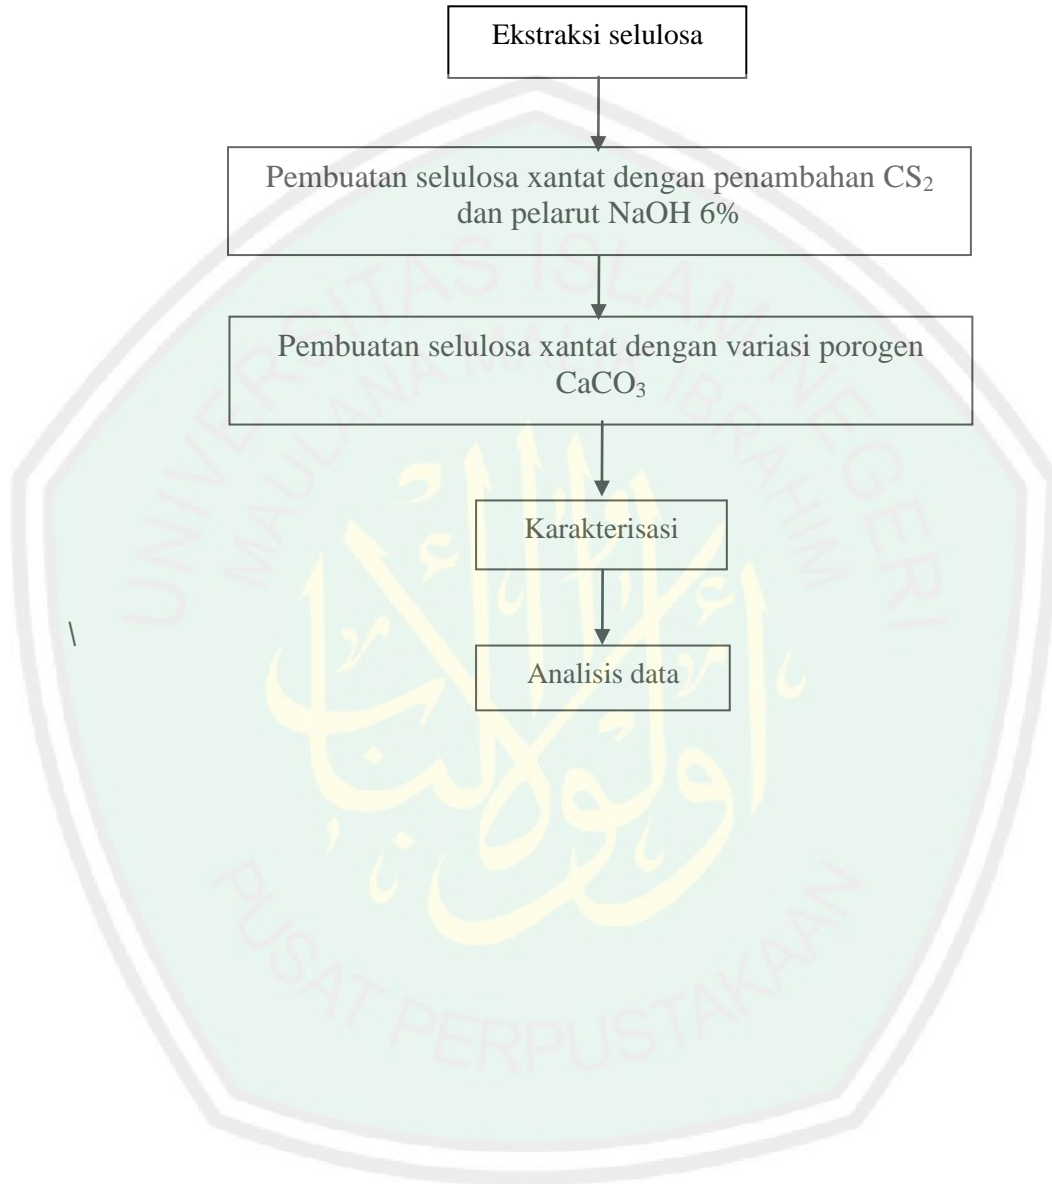 Ekstraksi selulosa
Pembuatan selulosa xantat dengan penambahan CS₂
dan pelarut NaOH 6%
Pembuatan selulosa xantat dengan variasi porogen
CaCO₃
Karakterisasi
\
Analisis data
UNIVERSITAS ISLAM NEGERI
MAULANA MALIK IBRAHIM
PUSAT PERPUSTAKAAN